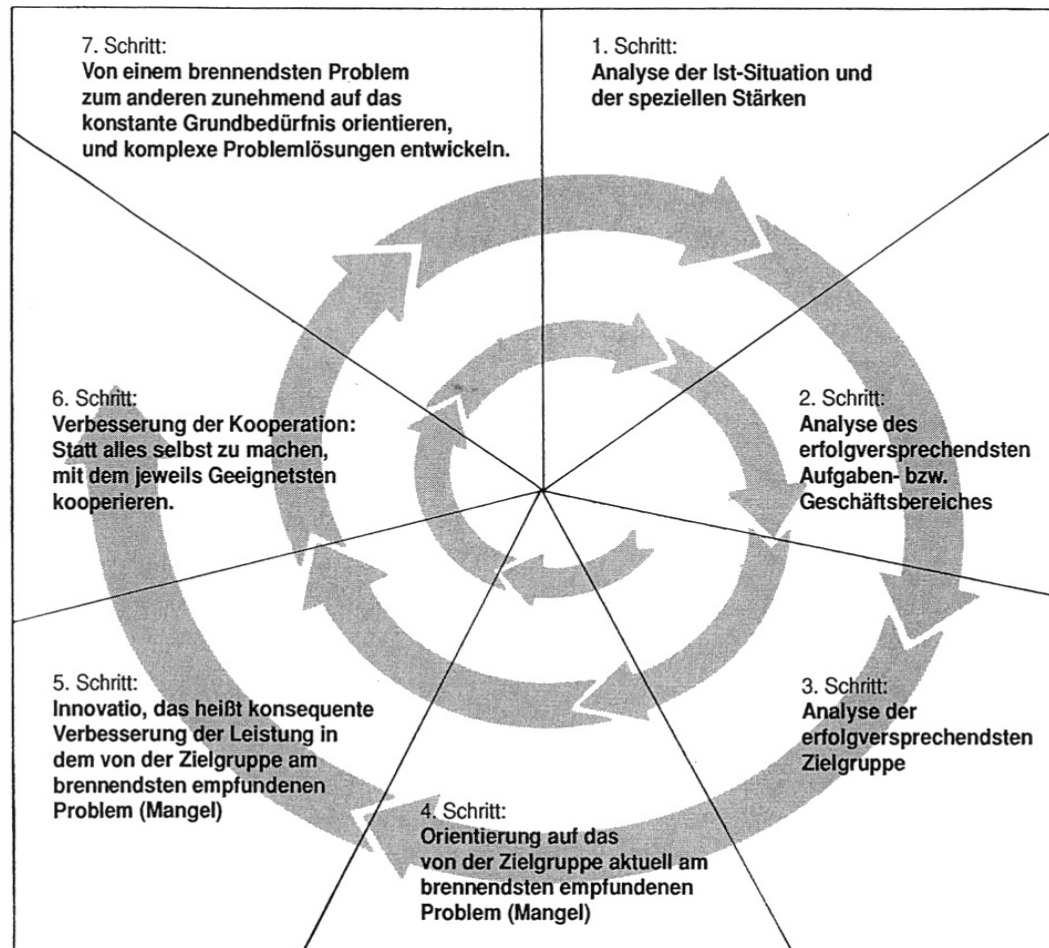 7. Schritt:
Von einem brennendsten Problem
zum anderen zunehmend auf das
konstante Grundbedürfnis orientieren,
und komplexe Problemlösungen entwickeln.
1. Schritt:
Analyse der Ist-Situation und
der speziellen Stärken
6. Schritt:
Verbesserung der Kooperation:
Statt alles selbst zu machen,
mit dem jeweils Geeignetsten
kooperieren.
2. Schritt:
Analyse des
erfolgversprechendsten
Aufgaben- bzw.
Geschäftsbereiches
5. Schritt:
Innovatio, das heißt konsequente
Verbesserung der Leistung in
dem von der Zielgruppe am
brennendsten empfundenen
Problem (Mangel)
3. Schritt:
Analyse der
erfolgversprechendsten
Zielgruppe
4. Schritt:
Orientierung auf das
von der Zielgruppe aktuell am
brennendsten empfundenen
Problem (Mangel)